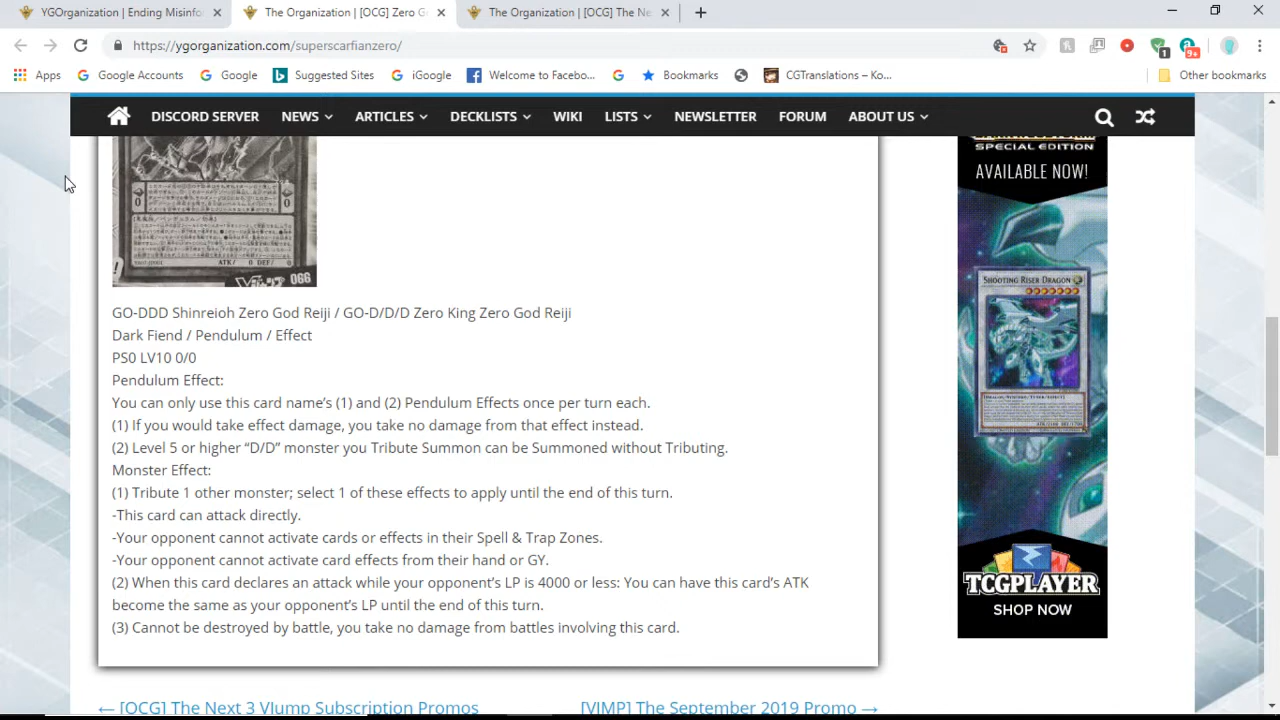 YGOrganization | Ending Misinfo
The Organization | [OCG] Zero G
The Organization | [OCG] The Ne
https://ygorganization.com/superscarfianzero/
1
9+
Apps
Google Accounts
Google
Suggested Sites
iGoogle
Welcome to Facebo...
Bookmarks
CGTranslations – Ko...
Other bookmarks
DISCORD SERVER
NEWS
ARTICLES
DECKLISTS
WIKI
LISTS
NEWSLETTER
FORUM
ABOUT US
SPECIAL EDITION
AVAILABLE NOW!
0
0
ATK/ 0 DEF/ 0
066
SHOOTING RISER DRAGON
GO-DDD Shinreioh Zero God Reiji / GO-D/D/D Zero King Zero God Reiji
Dark Fiend / Pendulum / Effect
PS0 LV10 0/0
Pendulum Effect:
You can only use this card name's (1) and (2) Pendulum Effects once per turn each.
(1) If you would take effect damage, you take no damage from that effect instead.
(2) Level 5 or higher “D/D” monster you Tribute Summon can be Summoned without Tributing.
Monster Effect:
(1) Tribute 1 other monster; select 1 of these effects to apply until the end of this turn.
-This card can attack directly.
-Your opponent cannot activate cards or effects in their Spell & Trap Zones.
-Your opponent cannot activate card effects from their hand or GY.
(2) When this card declares an attack while your opponent's LP is 4000 or less: You can have this card's ATK
become the same as your opponent's LP until the end of this turn.
(3) Cannot be destroyed by battle, you take no damage from battles involving this card.
TCGPLAYER
SHOP NOW
← [OCG] The Next 3 VJump Subscription Promos
[VJMP] The September 2019 Promo →